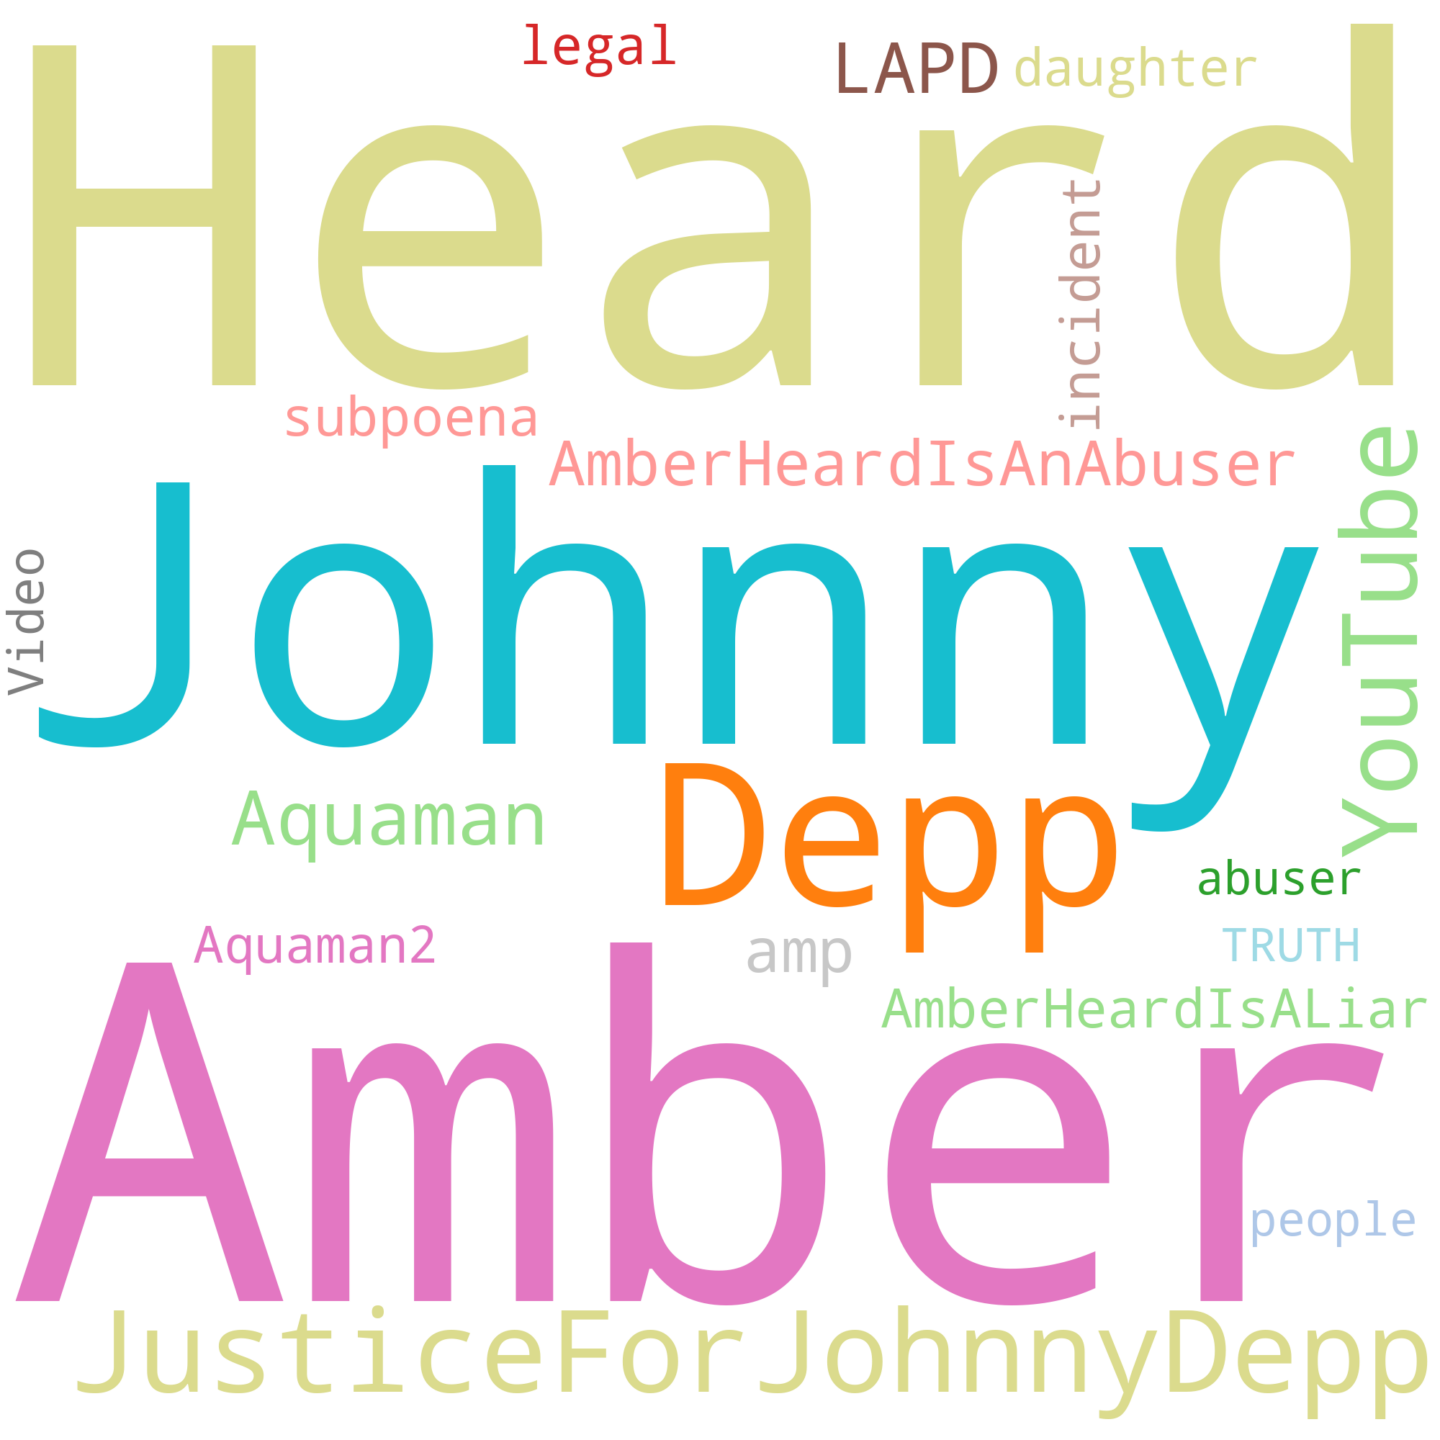 legal
LAPD
daughter
Heard
incident
subpoena
AmberHeardIsAnAbuser
YouTube
Johnny
Video
Depp
Aquaman
abuser
Aquaman2
amp
TRUTH
AmberHeardIsALiar
Amber
people
JusticeForJohnnyDepp